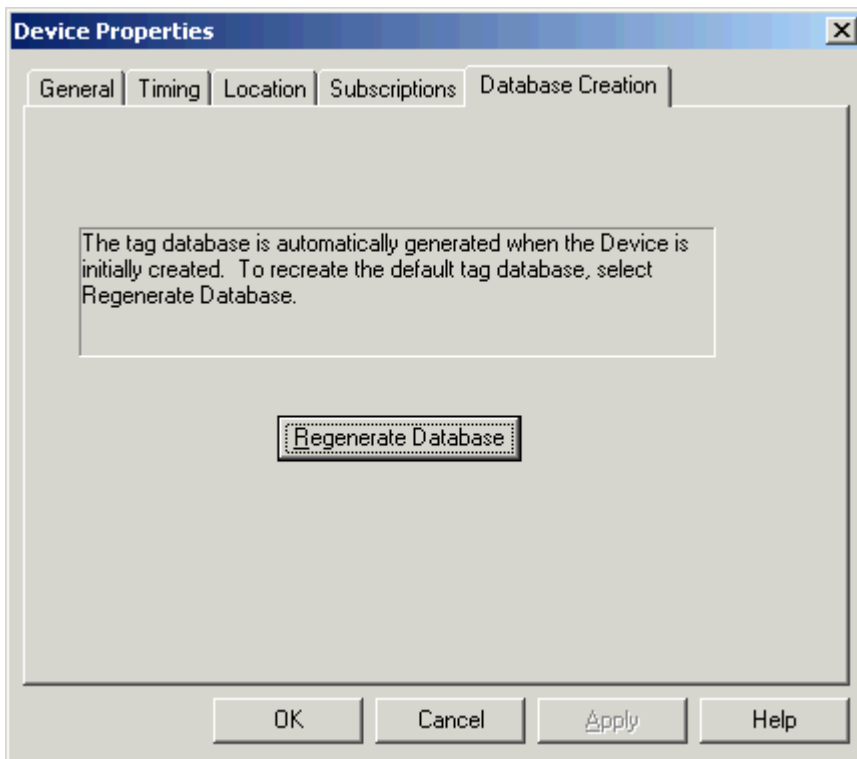 Device Properties
General Timing Location Subscriptions Database Creation
The tag database is automatically generated when the Device is
initially created.  To recreate the default tag database, select
Regenerate Database.
Regenerate Database
OK Cancel Apply Help